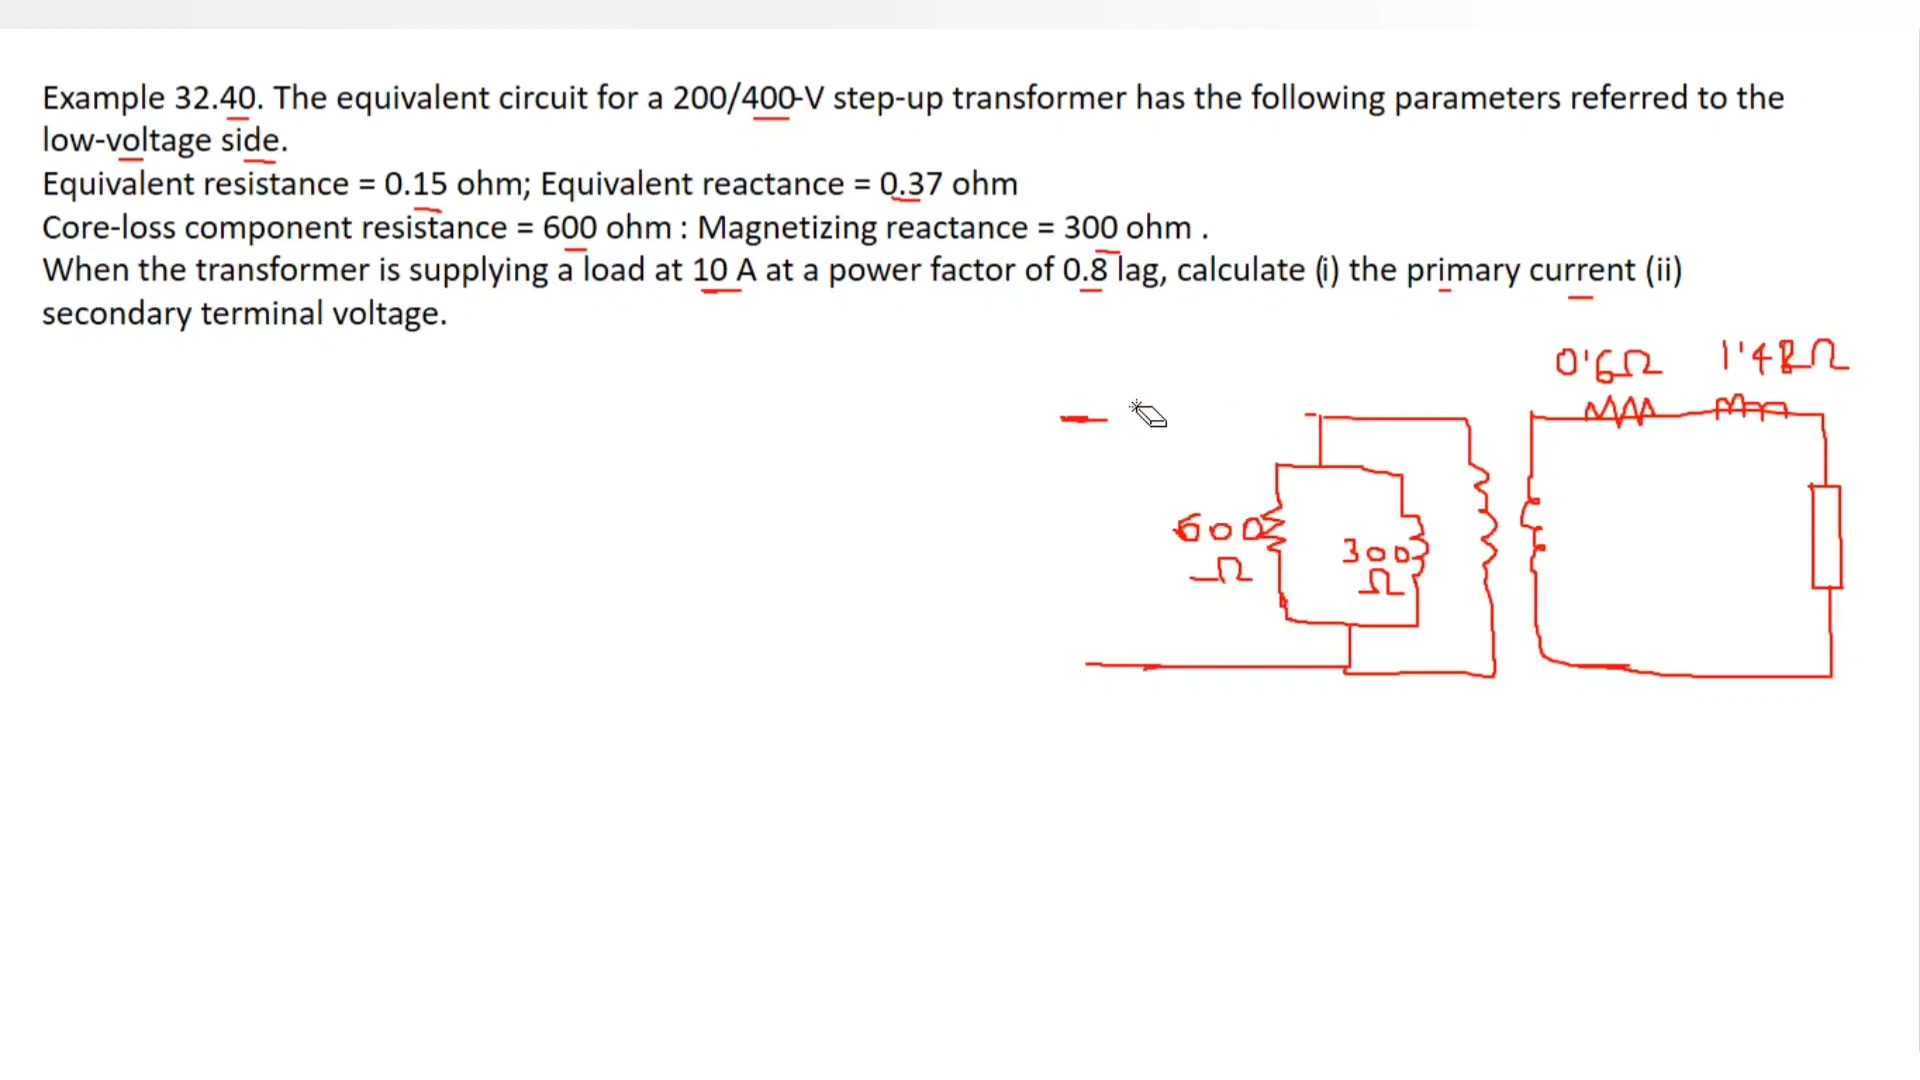 Example 32.40. The equivalent circuit for a 200/400-V step-up transformer has the following parameters referred to the
low-voltage side.
Equivalent resistance = 0.15 ohm; Equivalent reactance = 0.37 ohm
Core-loss component resistance = 600 ohm : Magnetizing reactance = 300 ohm .
When the transformer is supplying a load at 10 A at a power factor of 0.8 lag, calculate (i) the primary current (ii)
secondary terminal voltage.
0.6Ω 1.48Ω
600
Ω
300
Ω